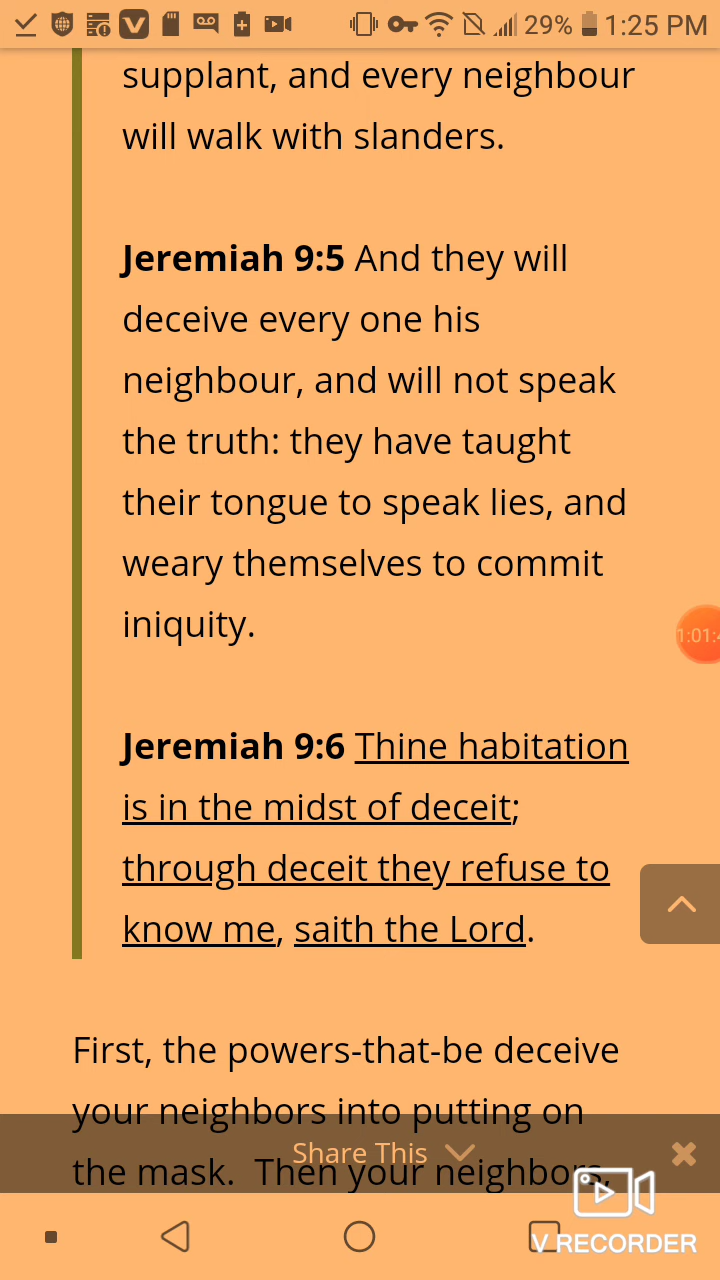 29% 1:25 PM
supplant, and every neighbour
will walk with slanders.
Jeremiah 9:5 And they will
deceive every one his
neighbour, and will not speak
the truth: they have taught
their tongue to speak lies, and
weary themselves to commit
iniquity.
1:01:
Jeremiah 9:6 Thine habitation
is in the midst of deceit;
through deceit they refuse to
know me, saith the Lord.
First, the powers-that-be deceive
your neighbors into putting on
Share This
the mask. Then your neighbors,
V RECORDER